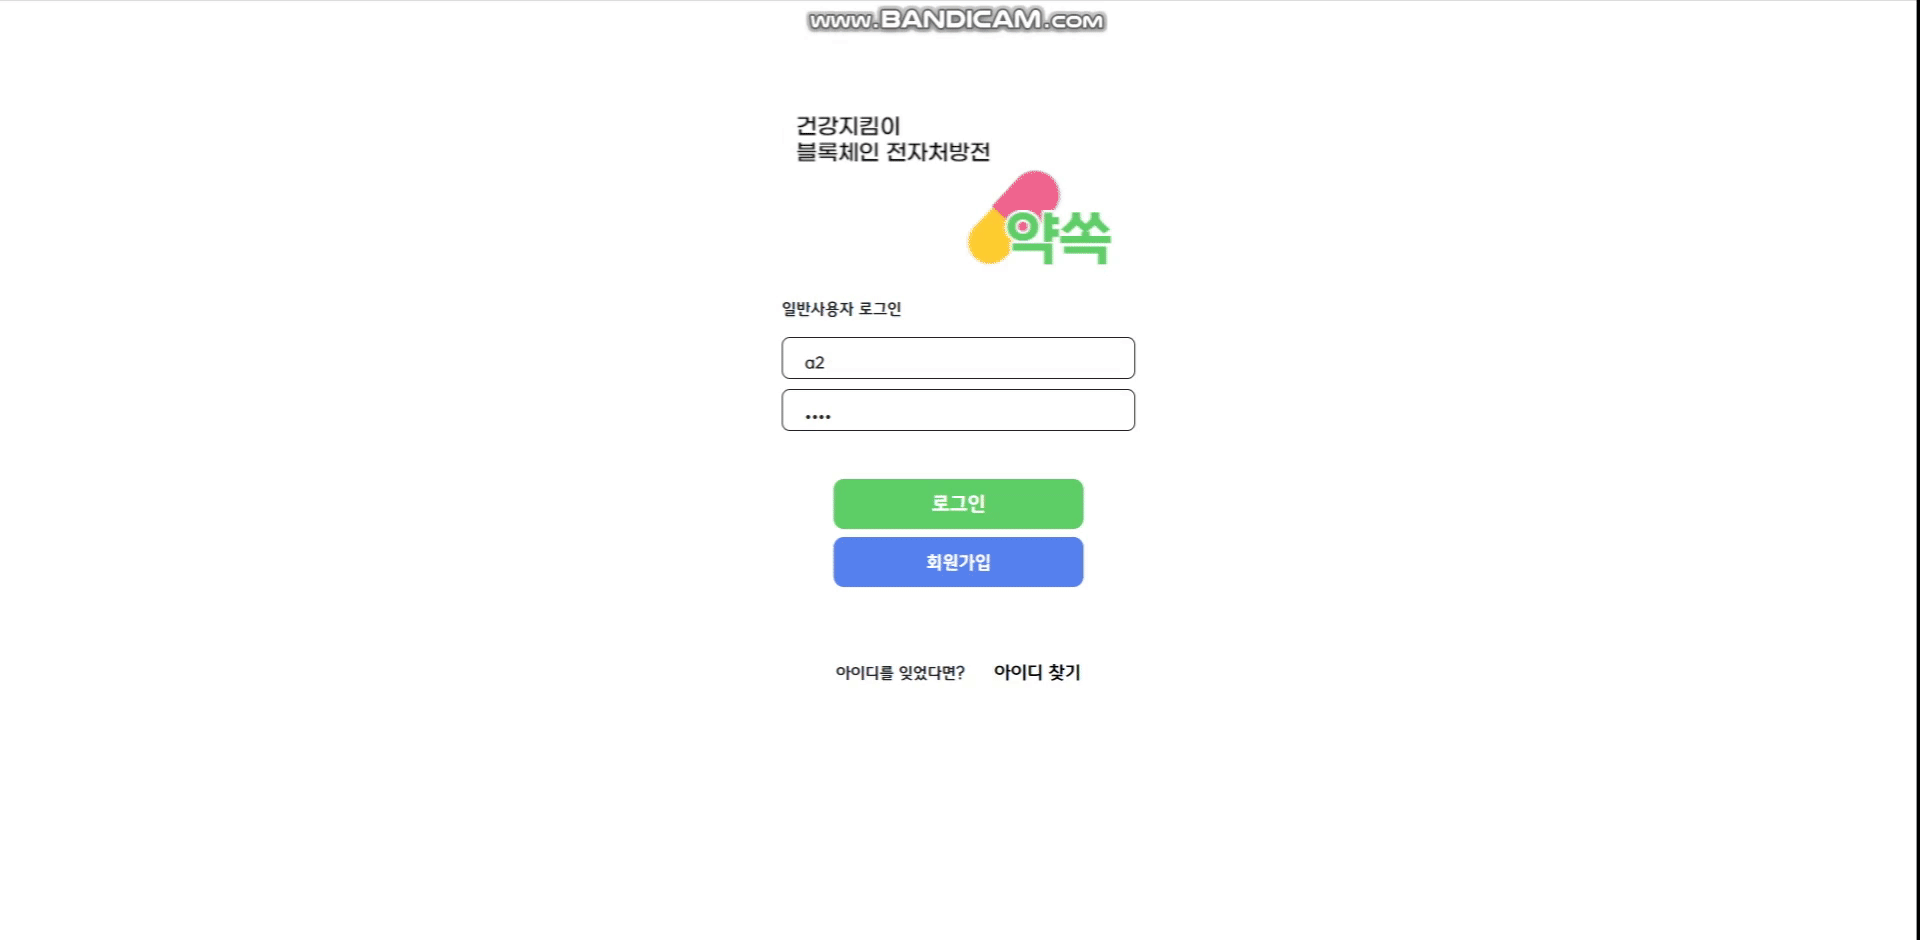 www.BANDICAM.com
건강지킴이
블록체인 전자처방전
약쏙
일반사용자 로그인
a2
••••
로그인
회원가입
아이디를 잊었다면? 아이디 찾기